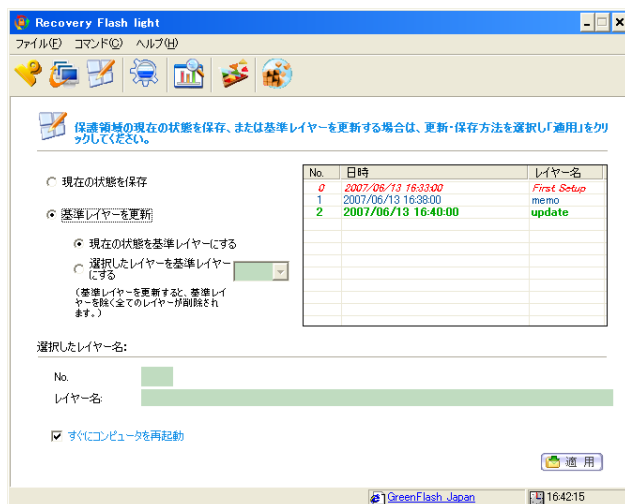 Recovery Flash light
ファイル(F) コマンド(C) ヘルプ(H)
保護領域の現在の状態を保存、または基準レイヤーを更新する場合は、更新・保存方法を選択し「適用」をクリ
ックしてください。
現在の状態を保存
基準レイヤーを更新
現在の状態を基準レイヤーにする
選択したレイヤーを基準レイヤー
にする
(基準レイヤーを更新すると、基準レイ
ヤーを除く全てのレイヤーが削除され
ます。)
No. 日時 レイヤー名
0 2007/06/13 16:33:00 First Setup
1 2007/06/13 16:38:00 memo
2 2007/06/13 16:40:00 update
選択したレイヤー名:
No.
レイヤー名:
すぐにコンピュータを再起動
適 用
GreenFlash Japan 16:42:15